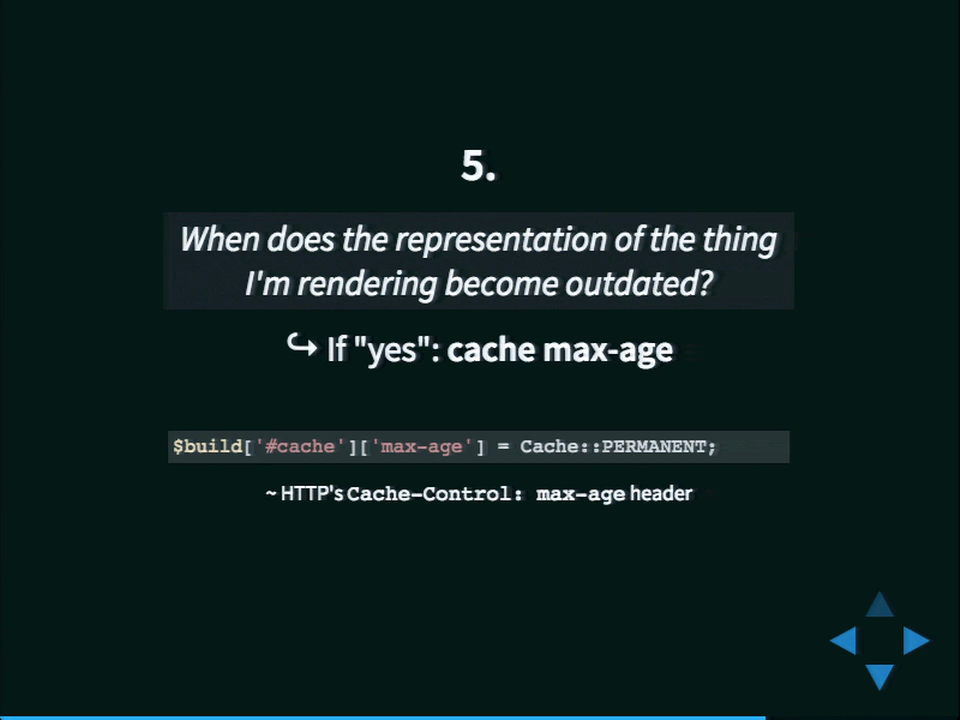 5.
When does the representation of the thing
I'm rendering become outdated?
↪ If "yes": cache max-age
$build['#cache']['max-age'] = Cache::PERMANENT;
~ HTTP's Cache-Control: max-age header